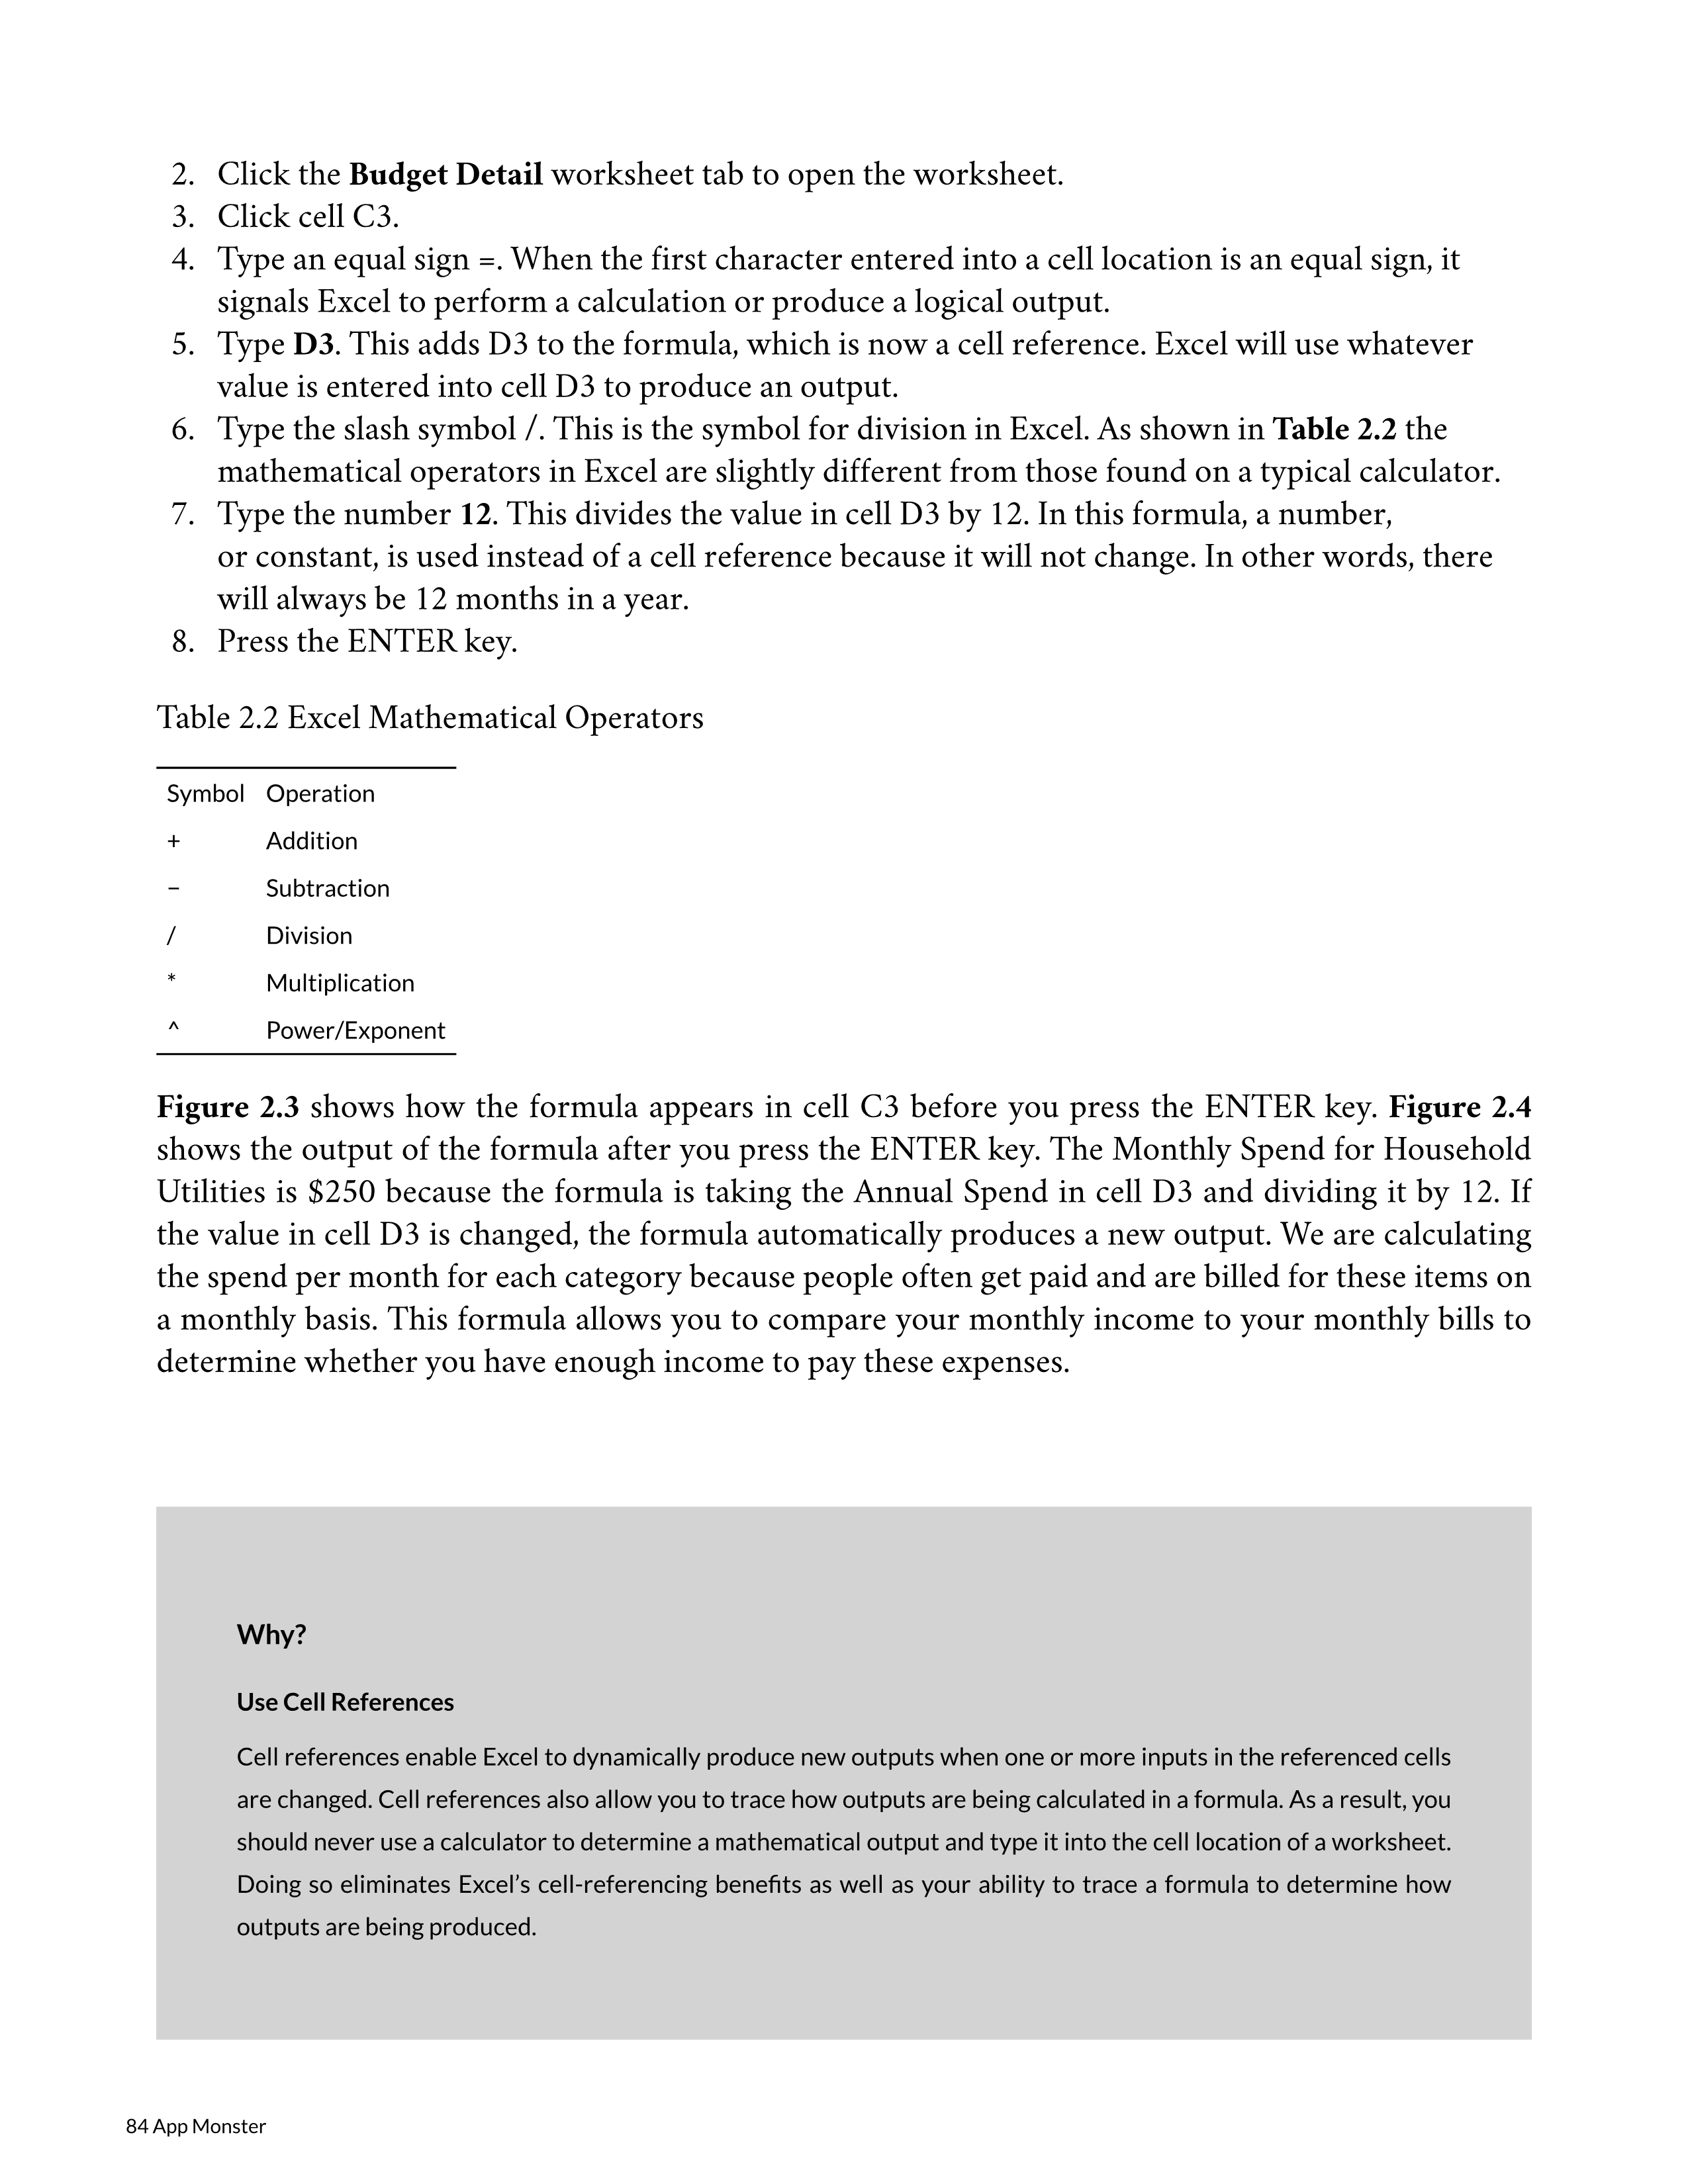 2. Click the Budget Detail worksheet tab to open the worksheet.
3. Click cell C3.
4. Type an equal sign =. When the first character entered into a cell location is an equal sign, it
signals Excel to perform a calculation or produce a logical output.
5. Type D3. This adds D3 to the formula, which is now a cell reference. Excel will use whatever
value is entered into cell D3 to produce an output.
6. Type the slash symbol /. This is the symbol for division in Excel. As shown in Table 2.2 the
mathematical operators in Excel are slightly different from those found on a typical calculator.
7. Type the number 12. This divides the value in cell D3 by 12. In this formula, a number,
or constant, is used instead of a cell reference because it will not change. In other words, there
will always be 12 months in a year.
8. Press the ENTER key.
Table 2.2 Excel Mathematical Operators
Symbol Operation
+ Addition
– Subtraction
/ Division
* Multiplication
^ Power/Exponent
Figure 2.3 shows how the formula appears in cell C3 before you press the ENTER key. Figure 2.4
shows the output of the formula after you press the ENTER key. The Monthly Spend for Household
Utilities is $250 because the formula is taking the Annual Spend in cell D3 and dividing it by 12. If
the value in cell D3 is changed, the formula automatically produces a new output. We are calculating
the spend per month for each category because people often get paid and are billed for these items on
a monthly basis. This formula allows you to compare your monthly income to your monthly bills to
determine whether you have enough income to pay these expenses.
Why?
Use Cell References
Cell references enable Excel to dynamically produce new outputs when one or more inputs in the referenced cells
are changed. Cell references also allow you to trace how outputs are being calculated in a formula. As a result, you
should never use a calculator to determine a mathematical output and type it into the cell location of a worksheet.
Doing so eliminates Excel’s cell-referencing benefits as well as your ability to trace a formula to determine how
outputs are being produced.
84 App Monster